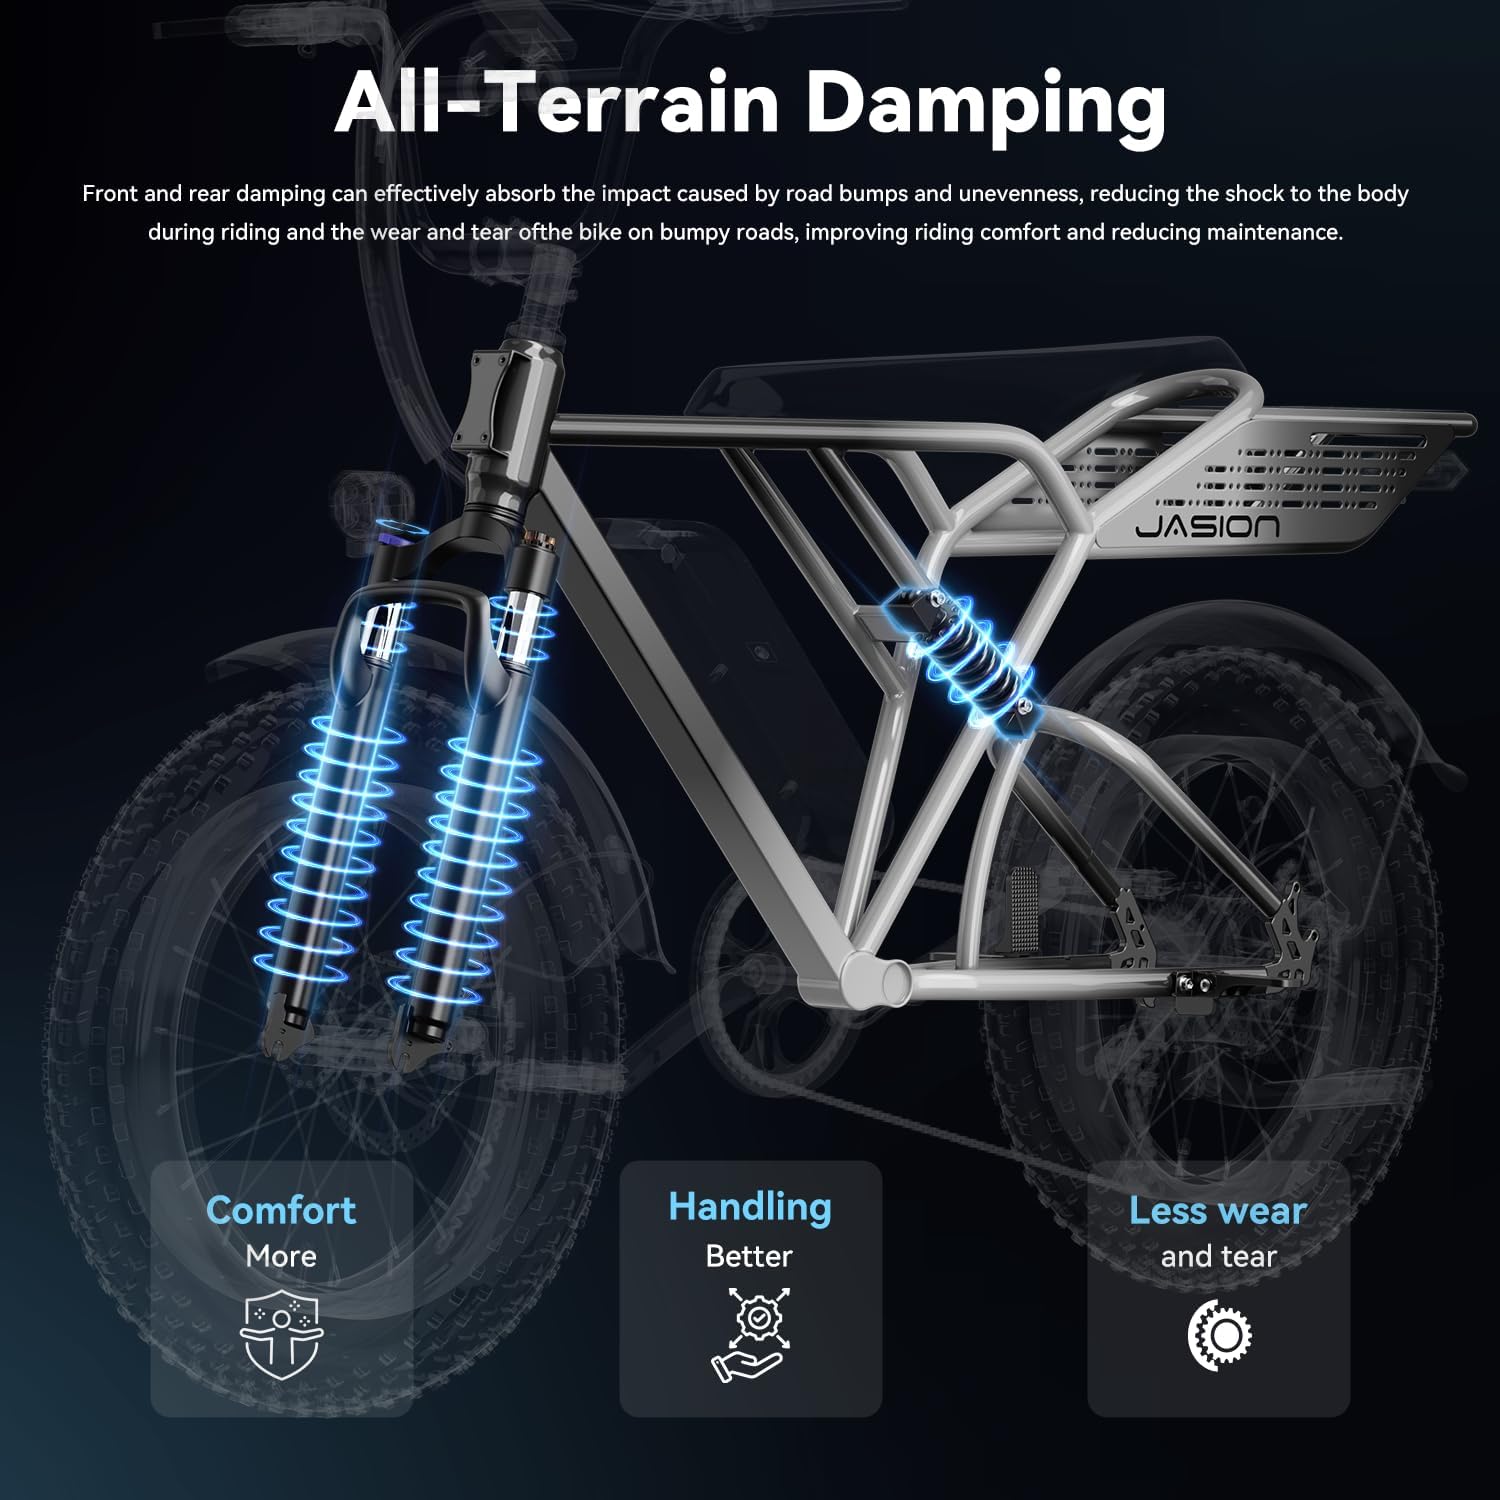 All-Terrain Damping
Front and rear damping can effectively absorb the impact caused by road bumps and unevenness, reducing the shock to the body
during riding and the wear and tear ofthe bike on bumpy roads, improving riding comfort and reducing maintenance.
JASION
Comfort
More
Handling
Better
Less wear
and tear